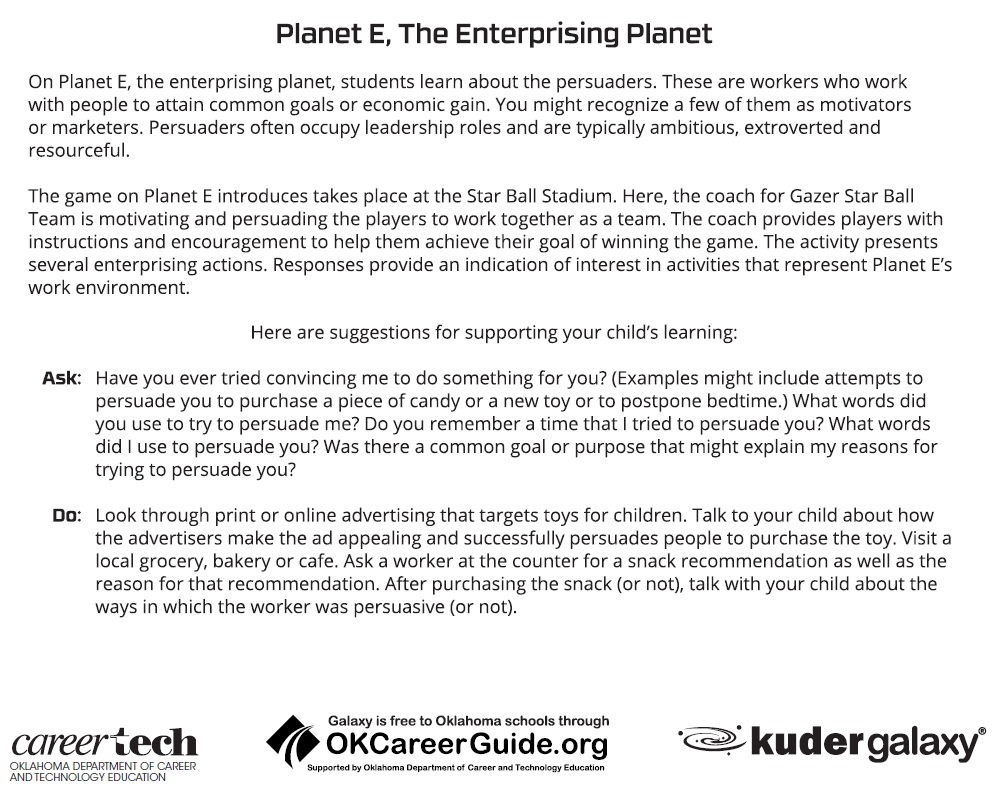 Planet E, The Enterprising Planet
On Planet E, the enterprising planet, students learn about the persuaders. These are workers who work
with people to attain common goals or economic gain. You might recognize a few of them as motivators
or marketers. Persuaders often occupy leadership roles and are typically ambitious, extroverted and
resourceful.
The game on Planet E introduces takes place at the Star Ball Stadium. Here, the coach for Gazer Star Ball
Team is motivating and persuading the players to work together as a team. The coach provides players with
instructions and encouragement to help them achieve their goal of winning the game. The activity presents
several enterprising actions. Responses provide an indication of interest in activities that represent Planet E’s
work environment.
Here are suggestions for supporting your child’s learning:
Ask: Have you ever tried convincing me to do something for you? (Examples might include attempts to
persuade you to purchase a piece of candy or a new toy or to postpone bedtime.) What words did
you use to try to persuade me? Do you remember a time that I tried to persuade you? What words
did I use to persuade you? Was there a common goal or purpose that might explain my reasons for
trying to persuade you?
Do: Look through print or online advertising that targets toys for children. Talk to your child about how
the advertisers make the ad appealing and successfully persuades people to purchase the toy. Visit a
local grocery, bakery or cafe. Ask a worker at the counter for a snack recommendation as well as the
reason for that recommendation. After purchasing the snack (or not), talk with your child about the
ways in which the worker was persuasive (or not).
careertech
OKLAHOMA DEPARTMENT OF CAREER
AND TECHNOLOGY EDUCATION
Galaxy is free to Oklahoma schools through
OKCareerGuide.org
Supported by Oklahoma Department of Career and Technology Education
kudergalaxy®